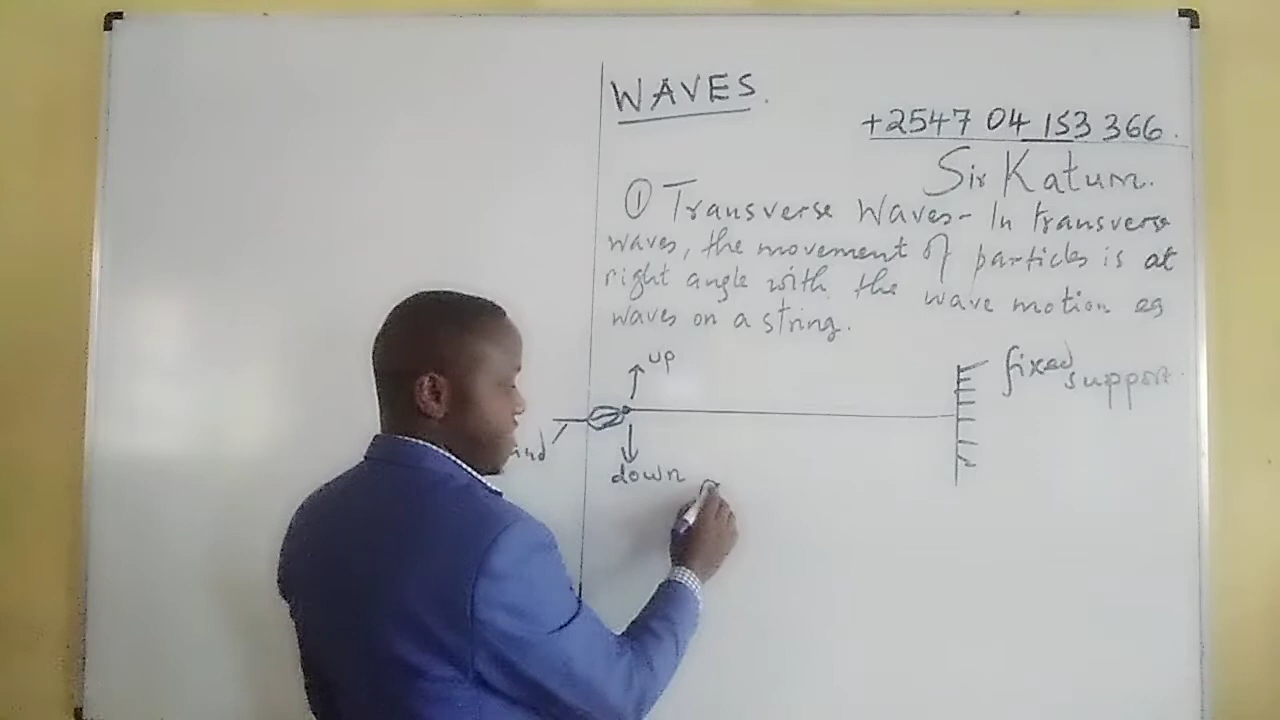 WAVES.
+2547 04 153 366.
Sir Katum.
① Transverse Waves - In transverse
waves, the movement of particles is at
right angle with the wave motion eg
waves on a string.
up
fixed
support
down